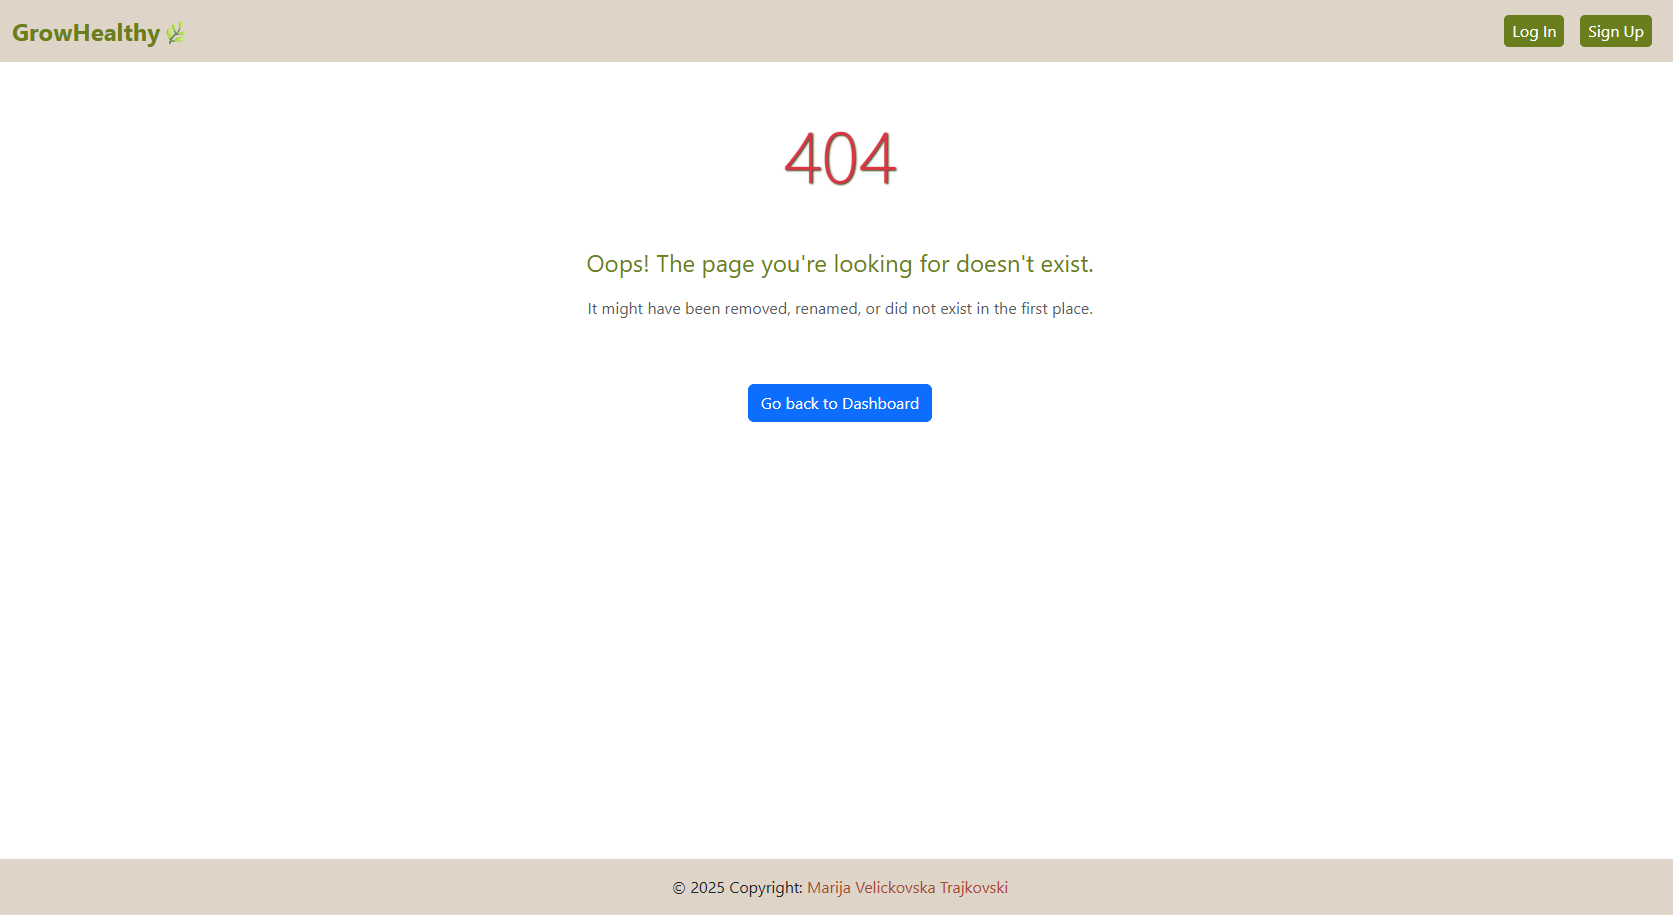 GrowHealthy
Log In
Sign Up
404
Oops! The page you're looking for doesn't exist.
It might have been removed, renamed, or did not exist in the first place.
Go back to Dashboard
© 2025 Copyright: Marija Velickovska Trajkovski